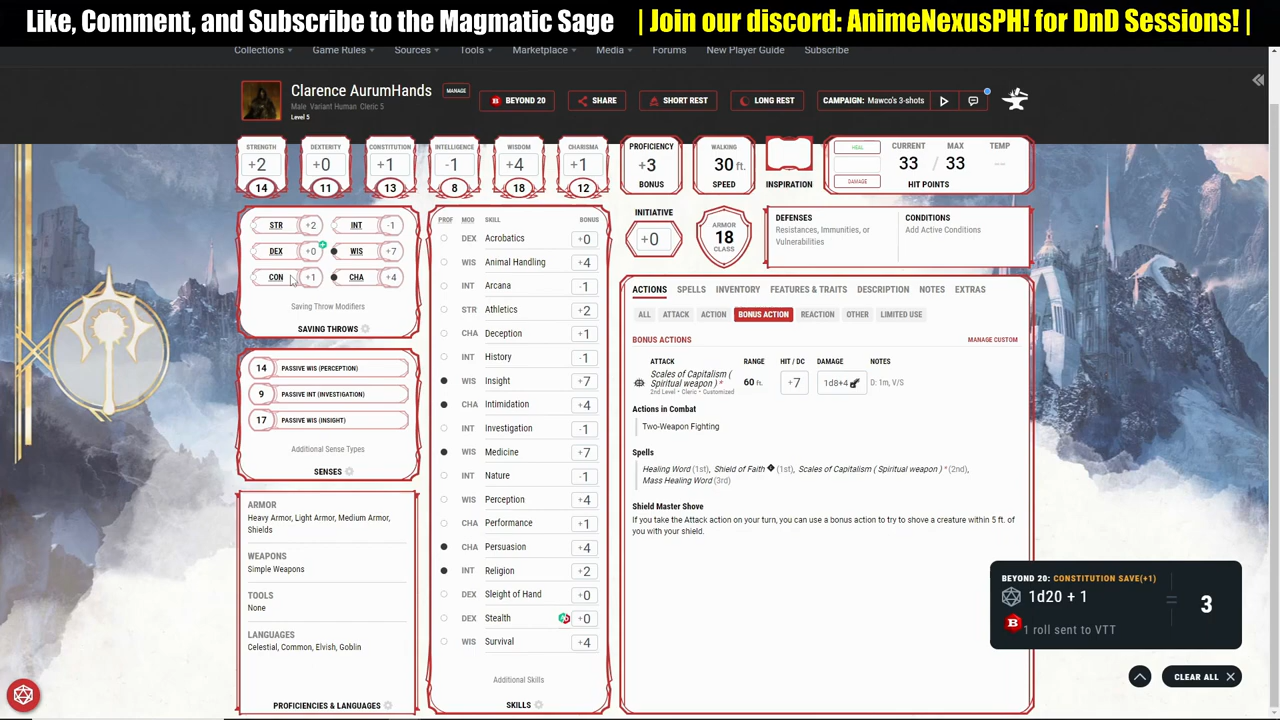 Like, Comment, and Subscribe to the Magmatic Sage | Join our discord: AnimeNexusPH! for DnD Sessions! |
Collections Game Rules Sources Tools Marketplace Media Forums New Player Guide Subscribe
Clarence AurumHands MANAGE
Male Variant Human Cleric 5
Level 5
BEYOND 20 SHARE SHORT REST LONG REST CAMPAIGN: Mawco's 3-shots
STRENGTH DEXTERITY CONSTITUTION INTELLIGENCE WISDOM CHARISMA
+2 +0 +1 -1 +4 +1
14 11 13 8 18 12
PROFICIENCY
+3
BONUS
WALKING
30 ft.
SPEED
INSPIRATION
HEAL
DAMAGE
CURRENT MAX TEMP
33 / 33 --
HIT POINTS
STR +2 INT -1
DEX +0 WIS +7
CON +1 CHA +4
Saving Throw Modifiers
SAVING THROWS
14 PASSIVE WIS (PERCEPTION)
9 PASSIVE INT (INVESTIGATION)
17 PASSIVE WIS (INSIGHT)
Additional Sense Types
SENSES
ARMOR
Heavy Armor, Light Armor, Medium Armor,
Shields
WEAPONS
Simple Weapons
TOOLS
None
LANGUAGES
Celestial, Common, Elvish, Goblin
PROFICIENCIES & LANGUAGES
PROF MOD SKILL BONUS
DEX Acrobatics +0
WIS Animal Handling +4
INT Arcana -1
STR Athletics +2
CHA Deception +1
INT History -1
WIS Insight +7
CHA Intimidation +4
INT Investigation -1
WIS Medicine +7
INT Nature -1
WIS Perception +4
CHA Performance +1
CHA Persuasion +4
INT Religion +2
DEX Sleight of Hand +0
DEX Stealth +0
WIS Survival +4
Additional Skills
SKILLS
INITIATIVE
+0
ARMOR
18
CLASS
DEFENSES
Resistances, Immunities, or
Vulnerabilities
CONDITIONS
Add Active Conditions
ACTIONS SPELLS INVENTORY FEATURES & TRAITS DESCRIPTION NOTES EXTRAS
ALL ATTACK ACTION BONUS ACTION REACTION OTHER LIMITED USE
BONUS ACTIONS MANAGE CUSTOM
ATTACK RANGE HIT / DC DAMAGE NOTES
Scales of Capitalism (
Spiritual weapon ) * 60 ft. +7 1d8+4 D: 1m, V/S
2nd Level • Cleric • Customized
Actions in Combat
Two-Weapon Fighting
Spells
Healing Word (1st), Shield of Faith (1st), Scales of Capitalism ( Spiritual weapon ) * (2nd),
Mass Healing Word (3rd)
Shield Master Shove
If you take the Attack action on your turn, you can use a bonus action to try to shove a creature within 5 ft. of
you with your shield.
BEYOND 20: CONSTITUTION SAVE(+1)
1d20 + 1 = 3
1 roll sent to VTT
CLEAR ALL X